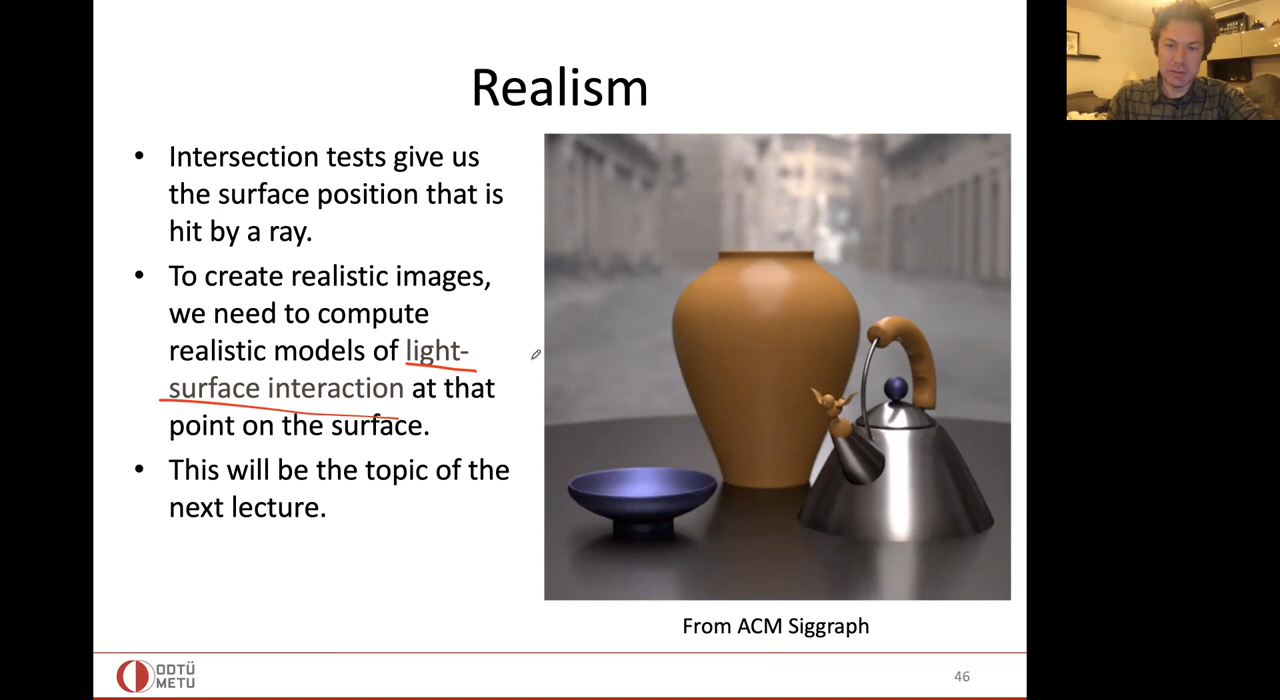 Realism
• Intersection tests give us
the surface position that is
hit by a ray.
• To create realistic images,
we need to compute
realistic models of light-
surface interaction at that
point on the surface.
• This will be the topic of the
next lecture.
From ACM Siggraph
ODTÜ
METU
46